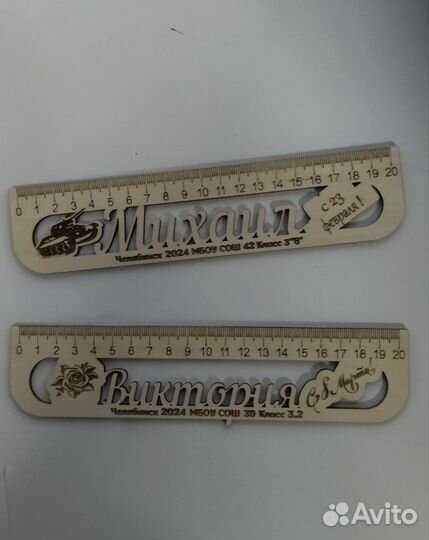 0 1 2 3 4 5 6 7 8 9 10 11 12 13 14 15 16 17 18 19 20
Михаил
с 23
февраля!
Челябинск 2024 МБОУ СОШ 42 Класс 3"В"
0 1 2 3 4 5 6 7 8 9 10 11 12 13 14 15 16 17 18 19 20
Виктория
С 8 Марта
Челябинск 2024 МБОУ СОШ 39 Класс 3.2
Avito